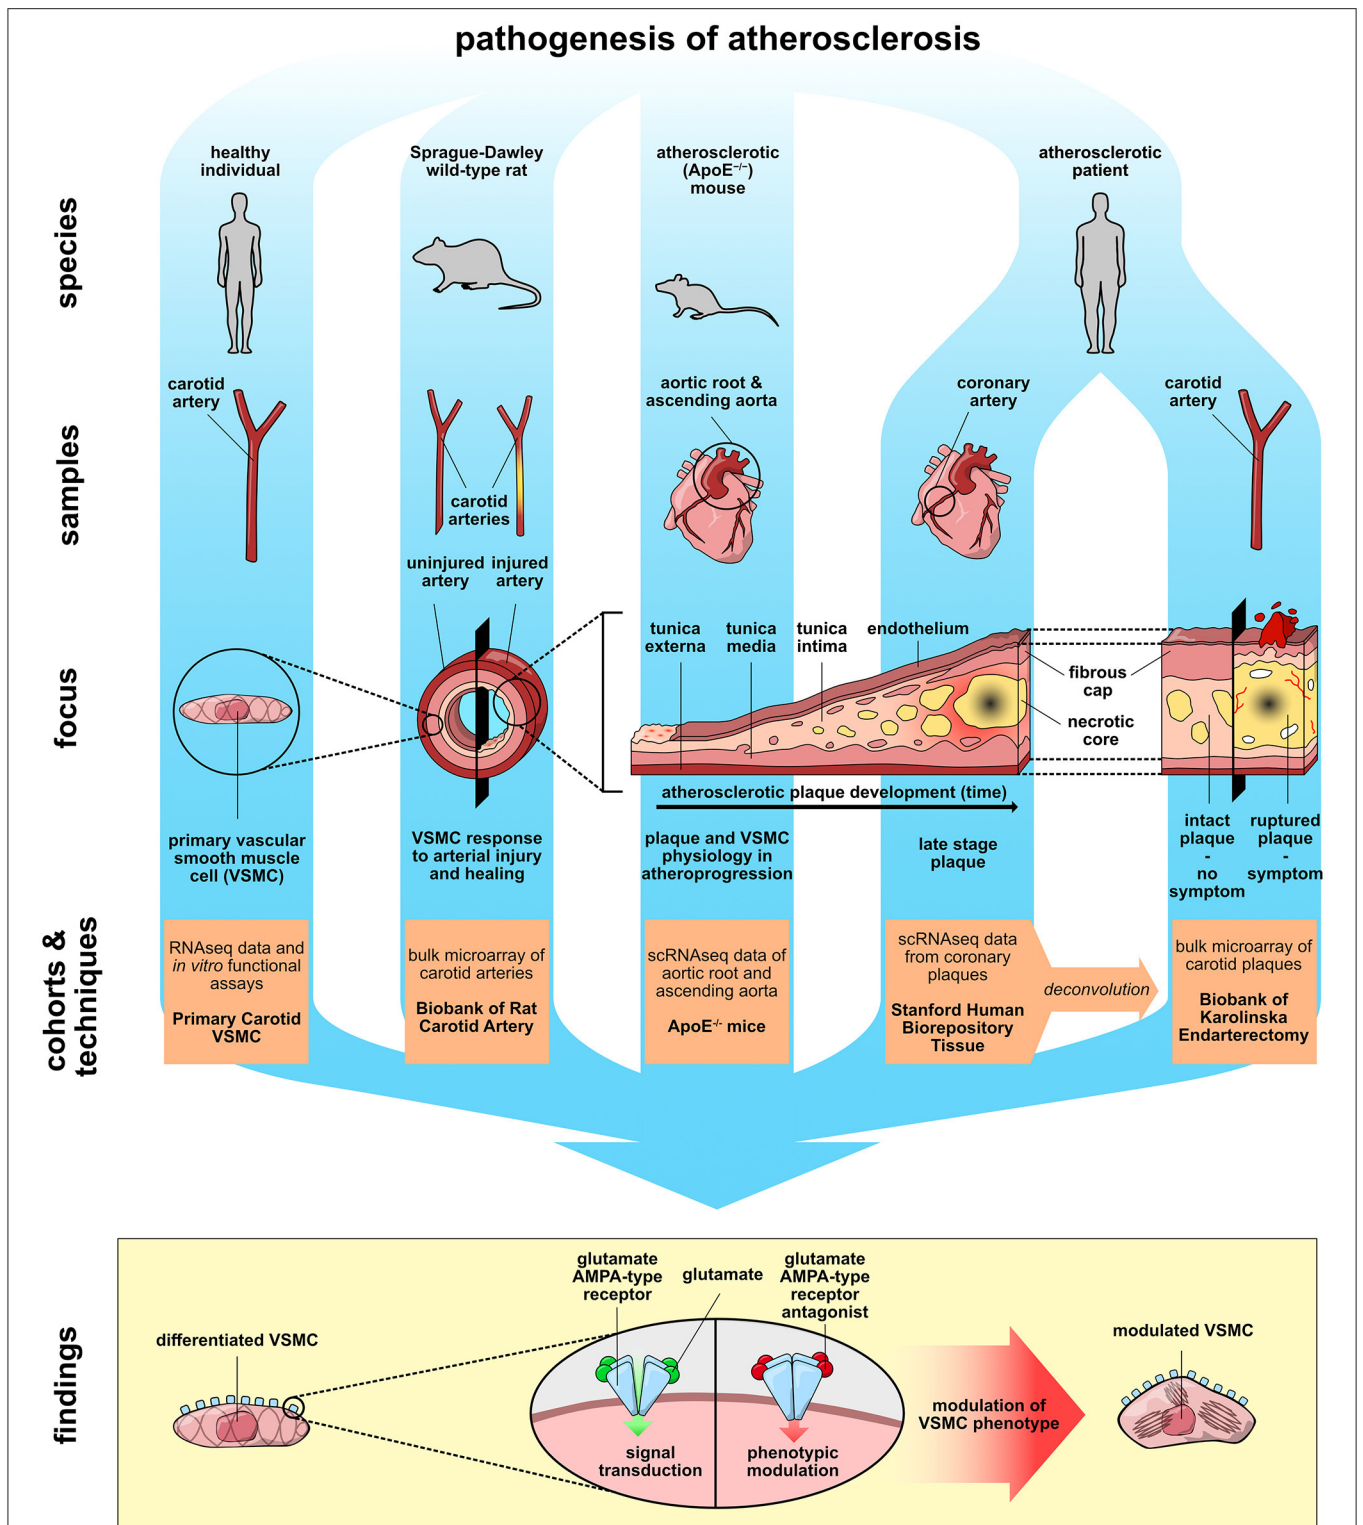 pathogenesis of atherosclerosis
species
healthy
individual
Sprague-Dawley
wild-type rat
atherosclerotic
(ApoE⁻/⁻)
mouse
atherosclerotic
patient
samples
carotid
artery
carotid
arteries
aortic root &
ascending aorta
coronary
artery
carotid
artery
focus
uninjured
artery
injured
artery
tunica
externa
tunica
media
tunica
intima
endothelium
fibrous
cap
necrotic
core
atherosclerotic plaque development (time)
primary vascular
smooth muscle
cell (VSMC)
VSMC response
to arterial injury
and healing
plaque and VSMC
physiology in
atheroprogression
late stage
plaque
intact
plaque
-
no
symptom
ruptured
plaque
-
symptom
cohorts &
techniques
RNAseq data and
in vitro functional
assays
Primary Carotid
VSMC
bulk microarray of
carotid arteries
Biobank of Rat
Carotid Artery
scRNAseq data of
aortic root and
ascending aorta
ApoE⁻/⁻ mice
scRNAseq data
from coronary
plaques
Stanford Human
Biorepository
Tissue
deconvolution
bulk microarray of
carotid plaques
Biobank of
Karolinska
Endarterectomy
findings
differentiated VSMC
glutamate
AMPA-type
receptor
glutamate
glutamate
AMPA-type
receptor
antagonist
signal
transduction
phenotypic
modulation
modulation of
VSMC phenotype
modulated VSMC